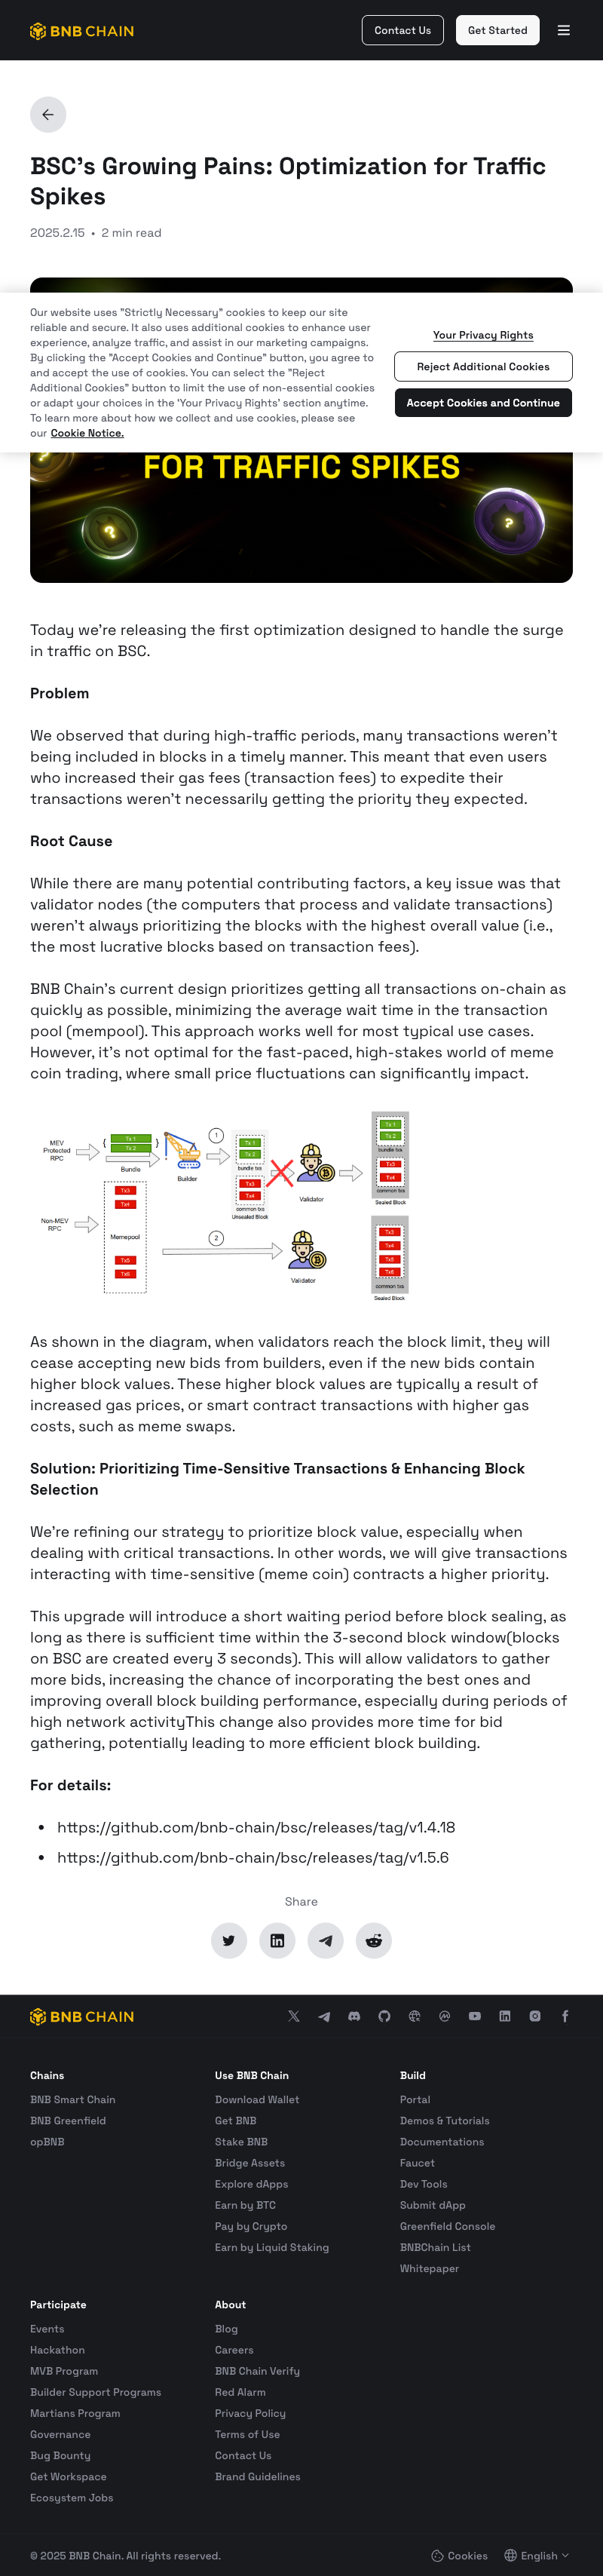 BNB CHAIN
Contact Us
Get Started
BSC's Growing Pains: Optimization for Traffic
Spikes
2025.2.15 • 2 min read
Our website uses "Strictly Necessary" cookies to keep our site
reliable and secure. It also uses additional cookies to enhance user
experience, analyze traffic, and assist in our marketing campaigns.
By clicking the "Accept Cookies and Continue" button, you agree to
and accept the use of cookies. You can select the "Reject
Additional Cookies" button to limit the use of non-essential cookies
or customize your choices in the 'Your Privacy Rights' section anytime.
To learn more about how we collect and use cookies, please see
our Cookie Notice.
Your Privacy Rights
Reject Additional Cookies
Accept Cookies and Continue
FOR TRAFFIC SPIKES
Today we're releasing the first optimization designed to handle the surge
in traffic on BSC.
Problem
We observed that during high-traffic periods, many transactions weren't
being included in blocks in a timely manner. This meant that even users
who increased their gas fees (transaction fees) to expedite their
transactions weren't necessarily getting the priority they expected.
Root Cause
While there are many potential contributing factors, a key issue was that
validator nodes (the computers that process and validate transactions)
weren't always prioritizing the blocks with the highest overall value (i.e.,
the most lucrative blocks based on transaction fees).
BNB Chain's current design prioritizes getting all transactions on-chain as
quickly as possible, minimizing the average wait time in the transaction
pool (mempool). This approach works well for most typical use cases.
However, it's not optimal for the fast-paced, high-stakes world of meme
coin trading, where small price fluctuations can significantly impact.
MEV
Protected
RPC
Tx 1
Tx 2
Bundle
Builder
1
Tx 1
Tx 2
bundle txs
Tx3
Tx4
common txs
Unsealed Block
Validator
Tx 1
Tx 2
bundle txs
Tx3
Tx4
common txs
Sealed Block
Non-MEV
RPC
Tx3
Tx4
Memepool
Tx5
Tx6
2
Validator
Tx3
Tx4
Tx5
Tx6
common txs
Sealed Block
As shown in the diagram, when validators reach the block limit, they will
cease accepting new bids from builders, even if the new bids contain
higher block values. These higher block values are typically a result of
increased gas prices, or smart contract transactions with higher gas
costs, such as meme swaps.
Solution: Prioritizing Time-Sensitive Transactions & Enhancing Block
Selection
We're refining our strategy to prioritize block value, especially when
dealing with critical transactions. In other words, we will give transactions
interacting with time-sensitive (meme coin) contracts a higher priority.
This upgrade will introduce a short waiting period before block sealing, as
long as there is sufficient time within the 3-second block window(blocks
on BSC are created every 3 seconds). This will allow validators to gather
more bids, increasing the chance of incorporating the best ones and
improving overall block building performance, especially during periods of
high network activityThis change also provides more time for bid
gathering, potentially leading to more efficient block building.
For details:
• https://github.com/bnb-chain/bsc/releases/tag/v1.4.18
• https://github.com/bnb-chain/bsc/releases/tag/v1.5.6
Share
BNB CHAIN
Chains
BNB Smart Chain
BNB Greenfield
opBNB
Use BNB Chain
Download Wallet
Get BNB
Stake BNB
Bridge Assets
Explore dApps
Earn by BTC
Pay by Crypto
Earn by Liquid Staking
Build
Portal
Demos & Tutorials
Documentations
Faucet
Dev Tools
Submit dApp
Greenfield Console
BNBChain List
Whitepaper
Participate
Events
Hackathon
MVB Program
Builder Support Programs
Martians Program
Governance
Bug Bounty
Get Workspace
Ecosystem Jobs
About
Blog
Careers
BNB Chain Verify
Red Alarm
Privacy Policy
Terms of Use
Contact Us
Brand Guidelines
© 2025 BNB Chain. All rights reserved.
Cookies
English